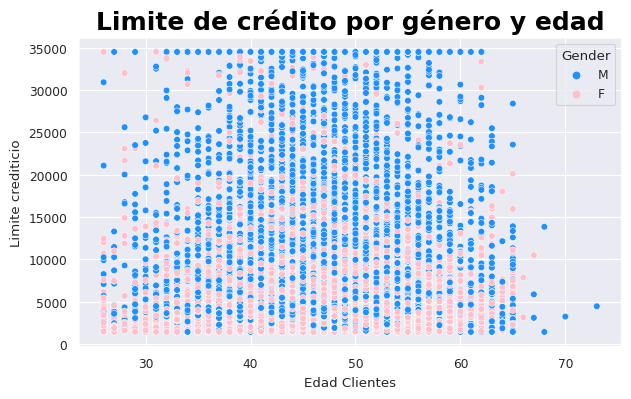 Limite de crédito por género y edad
35000
30000
25000
20000
15000
10000
5000
0
Limite crediticio
Gender
M
F
30 40 50 60 70
Edad Clientes